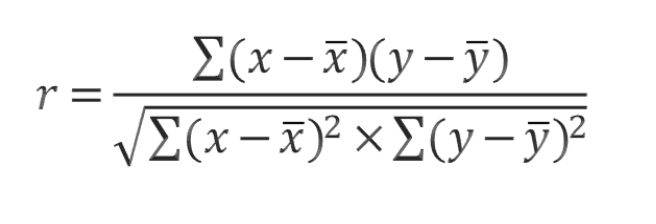 r = ∑(x − x̅)(y − y̅) / √∑(x − x̅)² × ∑(y − y̅)²